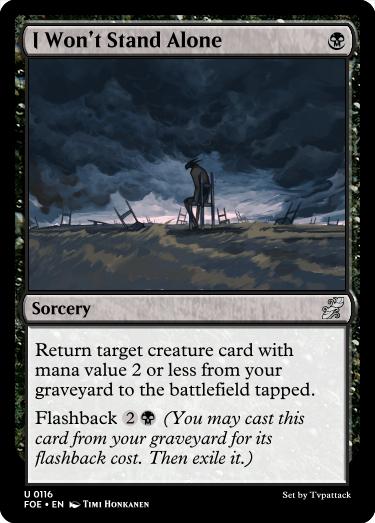 I Won't Stand Alone
Sorcery
Return target creature card with
mana value 2 or less from your
graveyard to the battlefield tapped.
Flashback 2 (You may cast this
card from your graveyard for its
flashback cost. Then exile it.)
U 0116
FOE • EN Timi Honkanen
Set by Tvpattack